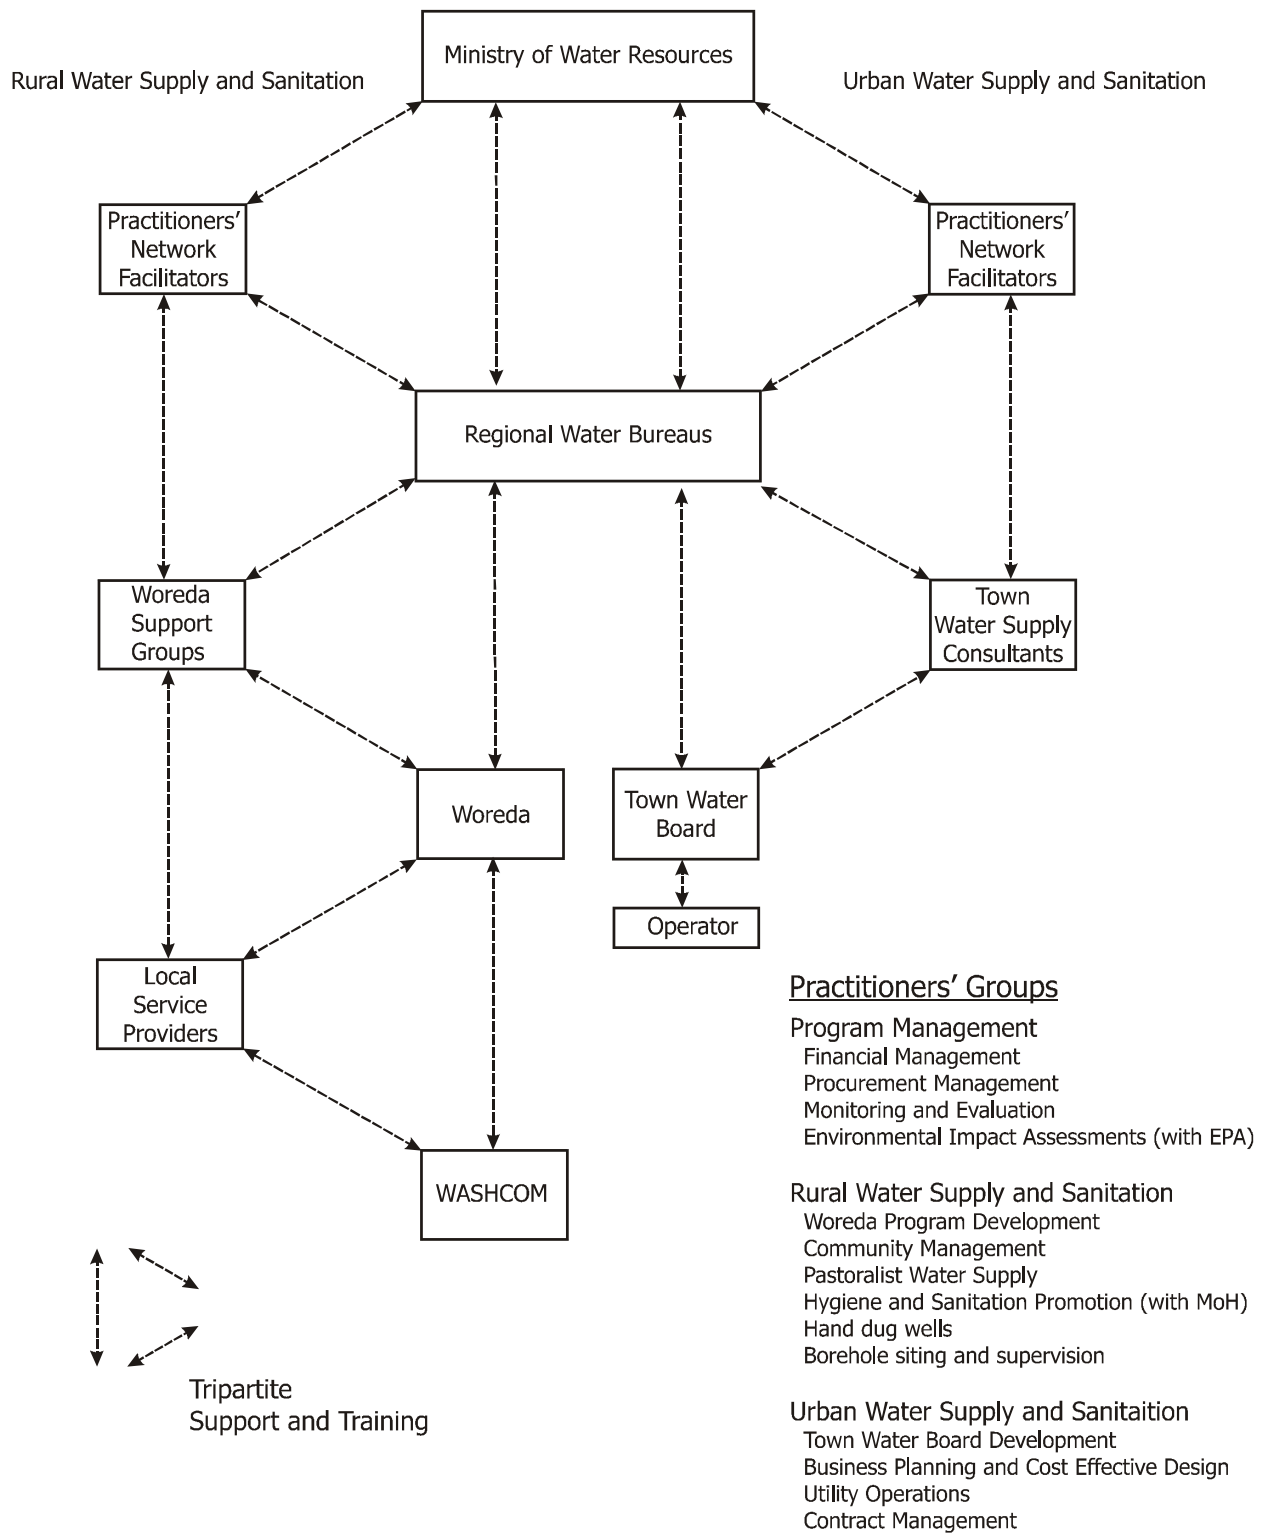 Ministry of Water Resources
Rural Water Supply and Sanitation
Urban Water Supply and Sanitation
Practitioners’
Network
Facilitators
Practitioners’
Network
Facilitators
Regional Water Bureaus
Woreda
Support
Groups
Town
Water Supply
Consultants
Woreda
Town Water
Board
Operator
Local
Service
Providers
WASHCOM
Tripartite
Support and Training
Practitioners’ Groups
Program Management
Financial Management
Procurement Management
Monitoring and Evaluation
Environmental Impact Assessments (with EPA)
Rural Water Supply and Sanitation
Woreda Program Development
Community Management
Pastoralist Water Supply
Hygiene and Sanitation Promotion (with MoH)
Hand dug wells
Borehole siting and supervision
Urban Water Supply and Sanitaition
Town Water Board Development
Business Planning and Cost Effective Design
Utility Operations
Contract Management